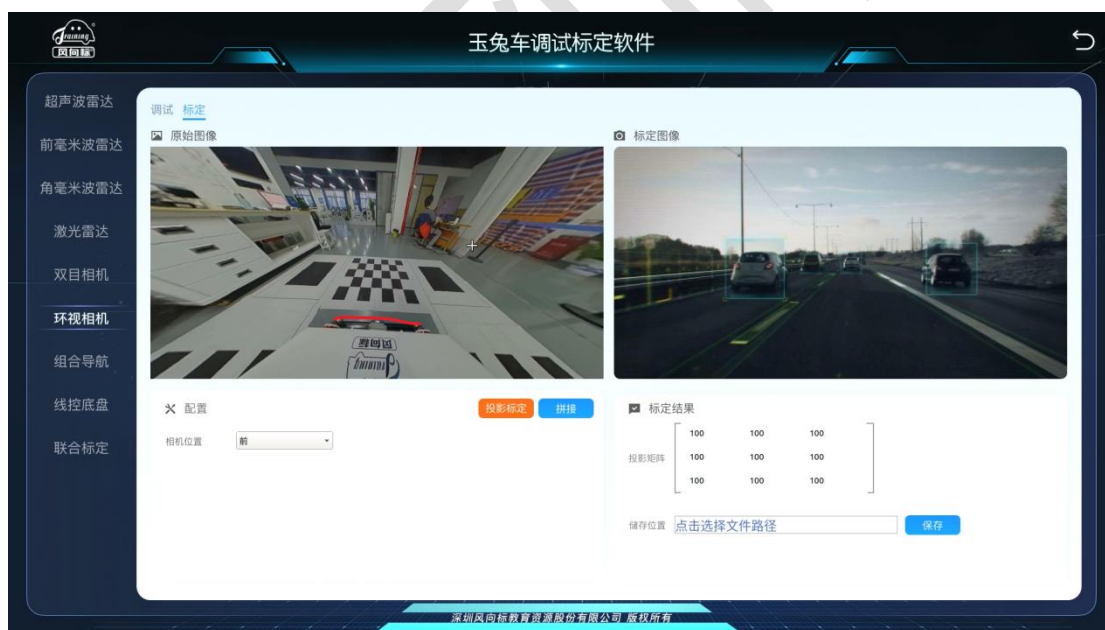 Training
风向标
玉兔车调试标定软件
超声波雷达
前毫米波雷达
角毫米波雷达
激光雷达
双目相机
环视相机
组合导航
线控底盘
联合标定
调试 标定
原始图像
标定图像
风向标
Training
配置
投影标定 拼接
相机位置 前
标定结果
100 100 100
投影矩阵 100 100 100
100 100 100
储存位置 点击选择文件路径 保存
深圳风向标教育资源股份有限公司 版权所有